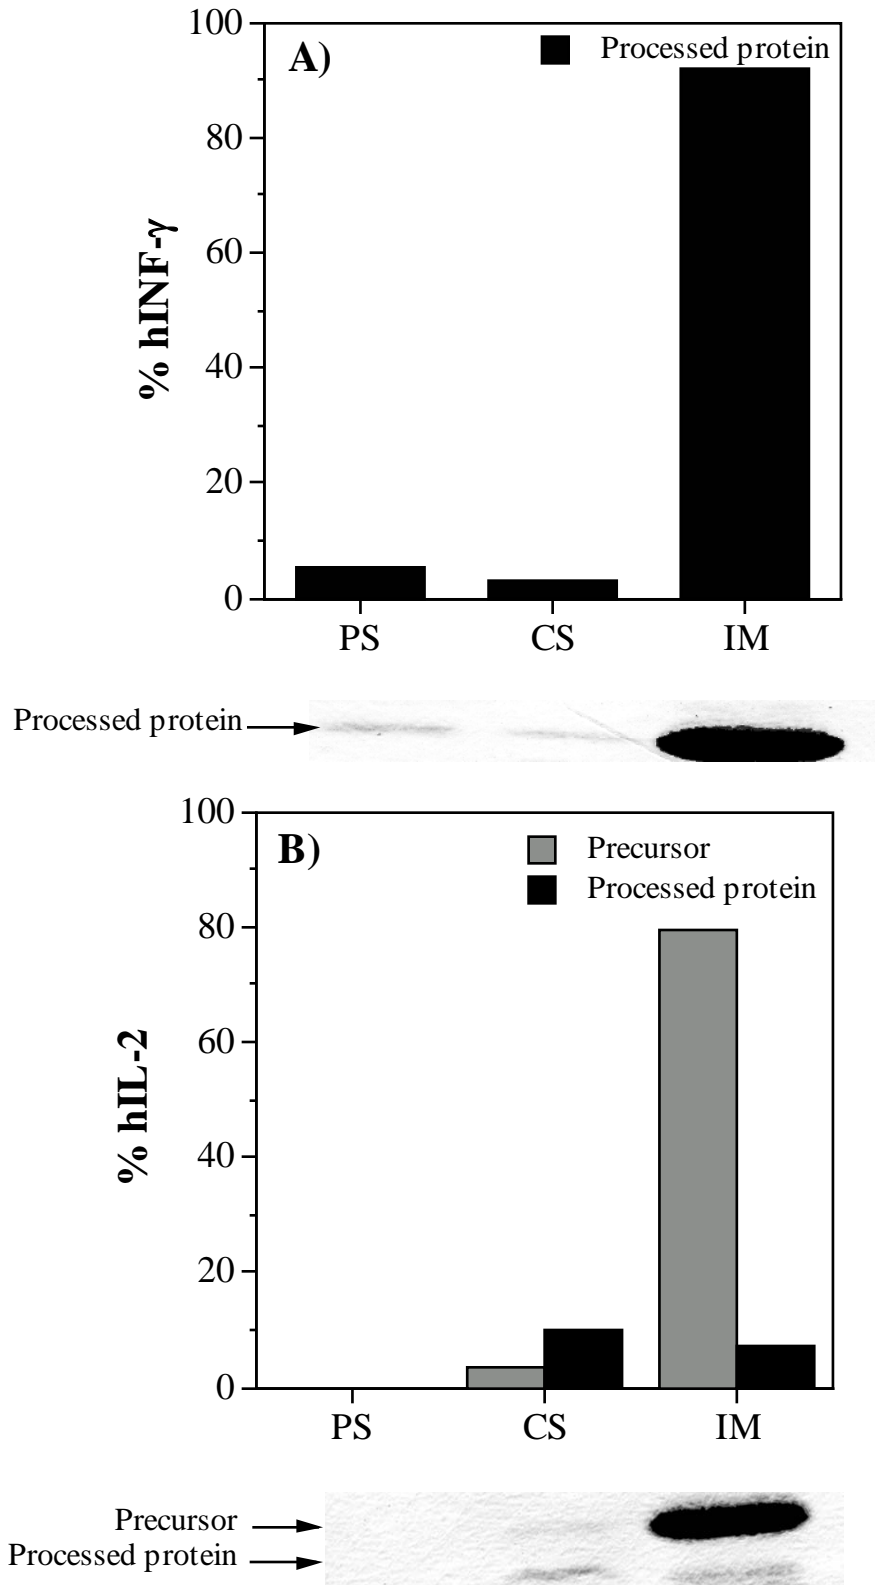 100
A)
Processed protein
80
60
40
20
0
% hINF-γ
PS CS IM
Processed protein
100
B)
Precursor
Processed protein
80
60
40
20
0
% hIL-2
PS CS IM
Precursor
Processed protein